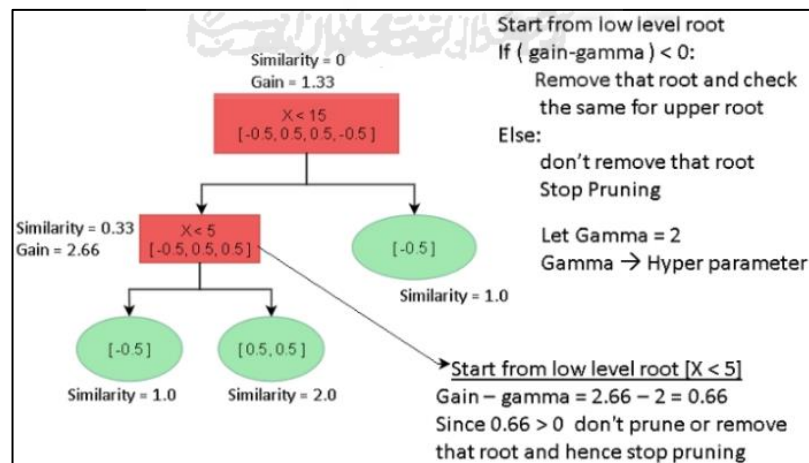 Start from low level root
If ( gain-gamma ) < 0:
Remove that root and check
the same for upper root
Else:
don't remove that root
Stop Pruning
Let Gamma = 2
Gamma → Hyper parameter
Similarity = 0
Gain = 1.33
X < 15
[ -0.5, 0.5, 0.5, -0.5 ]
Similarity = 0.33
Gain = 2.66
X < 5
[ -0.5, 0.5, 0.5 ]
[ -0.5 ]
Similarity = 1.0
[ -0.5 ]
Similarity = 1.0
[ 0.5, 0.5 ]
Similarity = 2.0
Start from low level root [X < 5]
Gain – gamma = 2.66 – 2 = 0.66
Since 0.66 > 0 don't prune or remove
that root and hence stop pruning